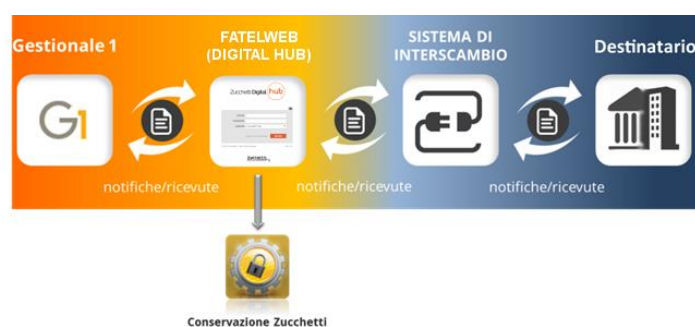 Gestionale 1
FATELWEB
(DIGITAL HUB)
SISTEMA DI
INTERSCAMBIO
Destinatario
G1
Zucchetti Digital hub
notifiche/ricevute
notifiche/ricevute
notifiche/ricevute
ZUCCHETTI
Conservazione Zucchetti